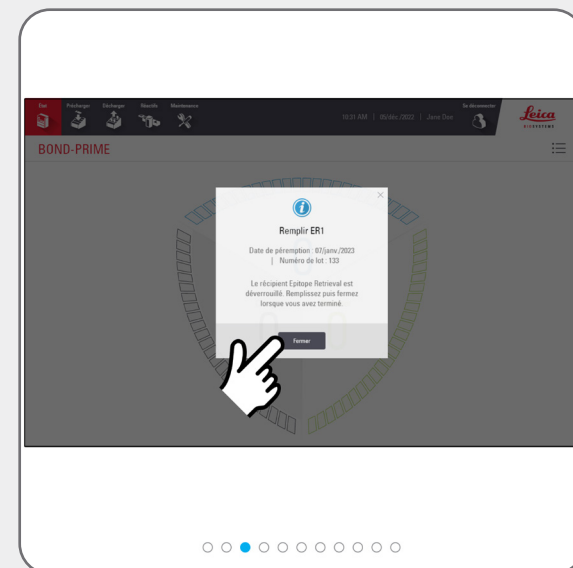 État
Précharger
Décharger
Réactifs
Maintenance
10:31 AM | 05/déc./2022 | Jane Doe
Se déconnecter
Leica
BIOSYSTEMS
BOND-PRIME
Remplir ER1
Date de péremption : 07/janv./2023
| Numéro de lot : 133
Le récipient Epitope Retrieval est
déverrouillé. Remplissez puis fermez
lorsque vous avez terminé.
Fermer